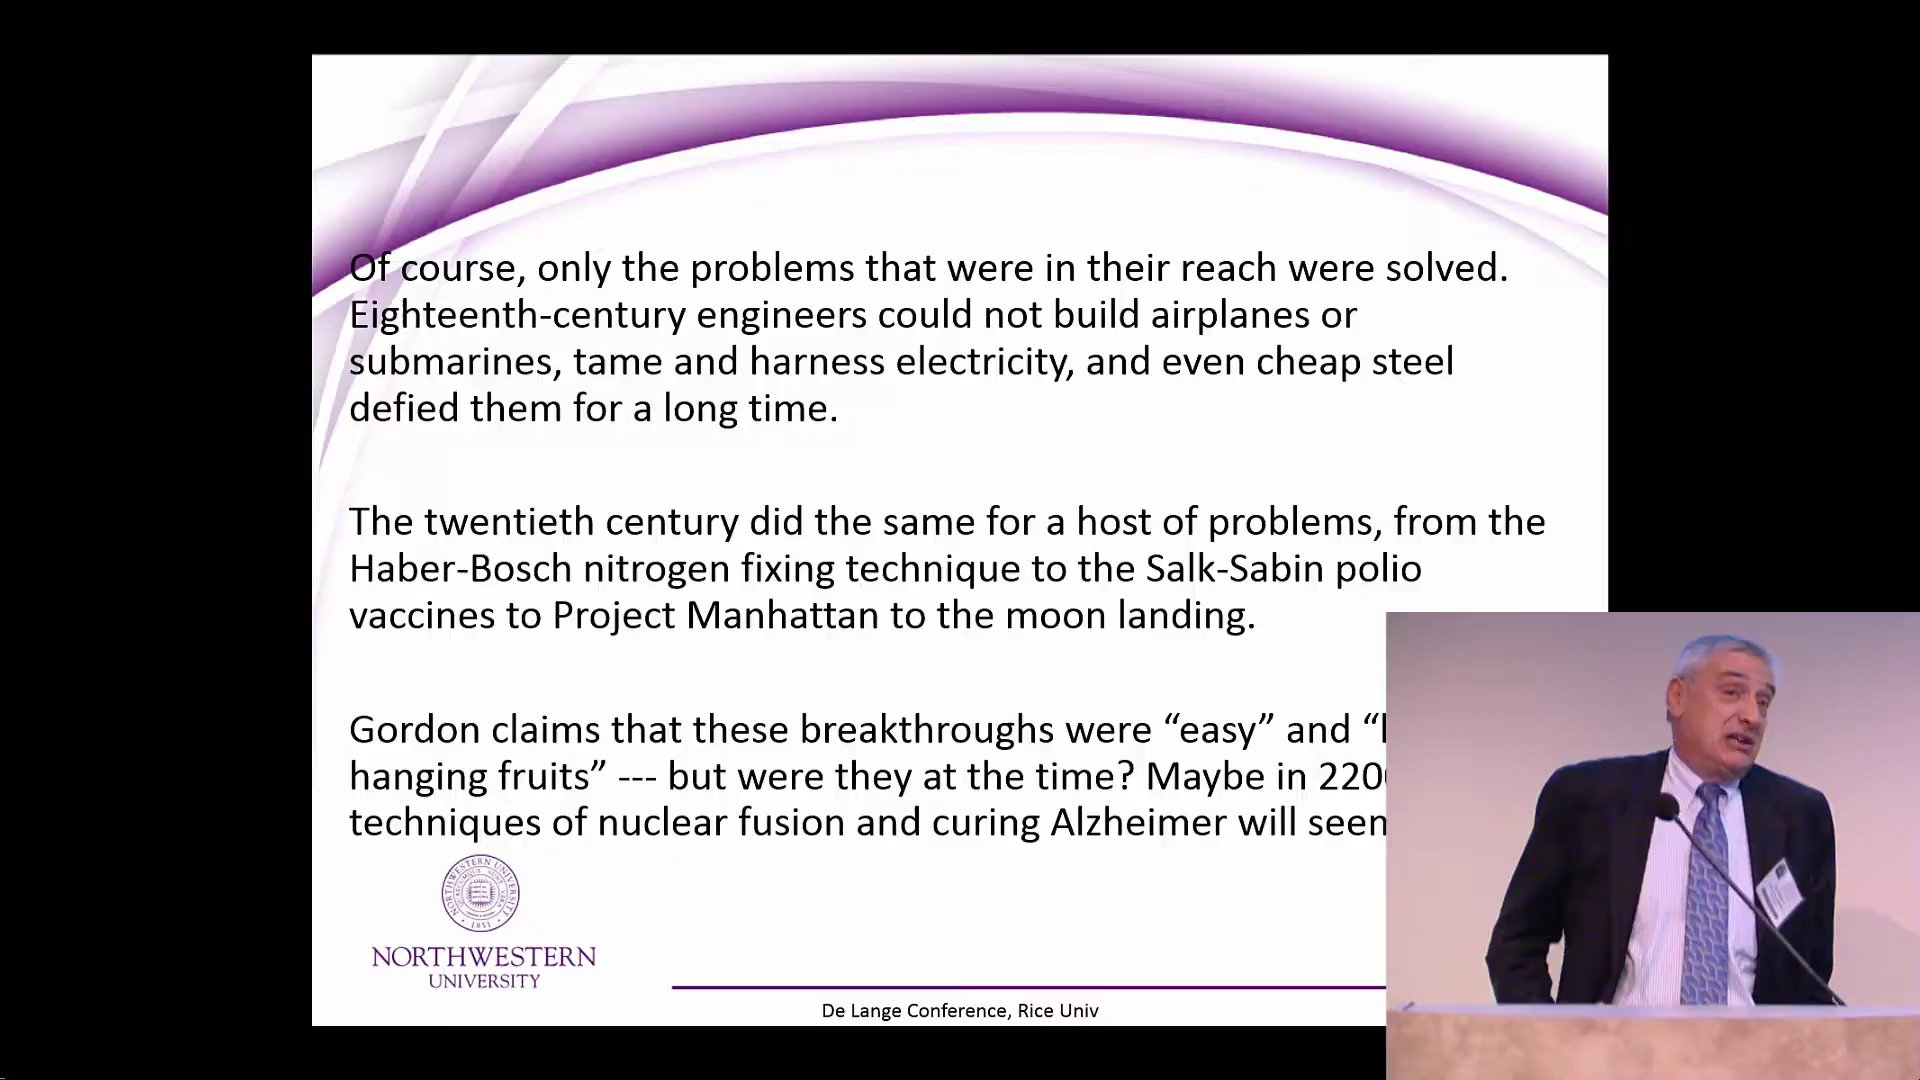 Of course, only the problems that were in their reach were solved.
Eighteenth-century engineers could not build airplanes or
submarines, tame and harness electricity, and even cheap steel
defied them for a long time.
The twentieth century did the same for a host of problems, from the
Haber-Bosch nitrogen fixing technique to the Salk-Sabin polio
vaccines to Project Manhattan to the moon landing.
Gordon claims that these breakthroughs were “easy” and
hanging fruits” --- but were they at the time? Maybe in
techniques of nuclear fusion and curing Alzheimer will
NORTHWESTERN UNIVERSITY
1851
NORTHWESTERN
UNIVERSITY
De Lange Conference, Rice Univ